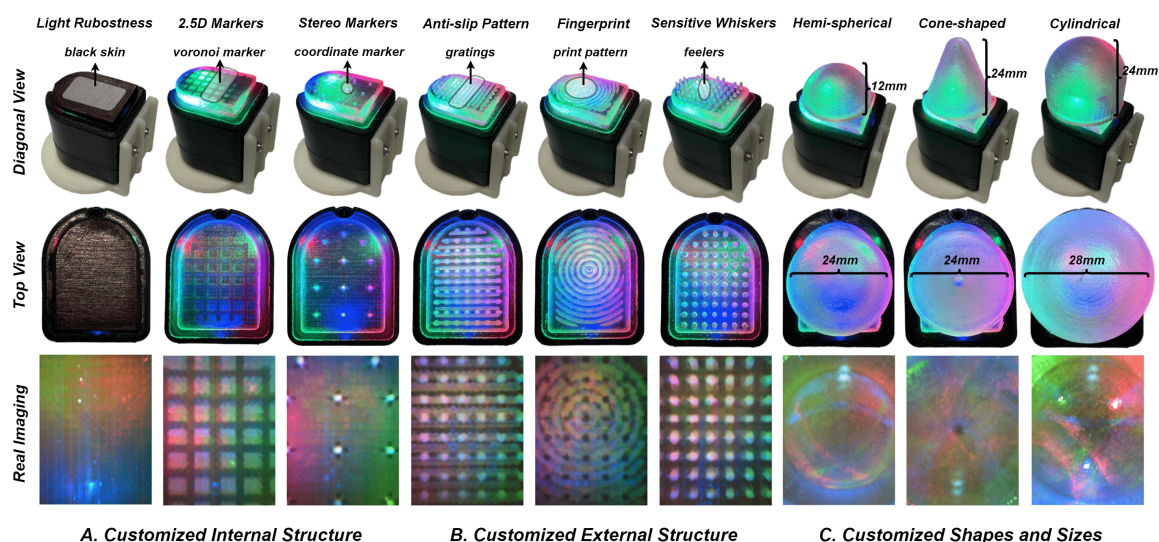 Light Rubostness
2.5D Markers
Stereo Markers
Anti-slip Pattern
Fingerprint
Sensitive Whiskers
Hemi-spherical
Cone-shaped
Cylindrical
black skin
voronoi marker
coordinate marker
gratings
print pattern
feelers
Diagonal View
12mm
24mm
24mm
Top View
24mm
24mm
28mm
Real Imaging
A. Customized Internal Structure
B. Customized External Structure
C. Customized Shapes and Sizes